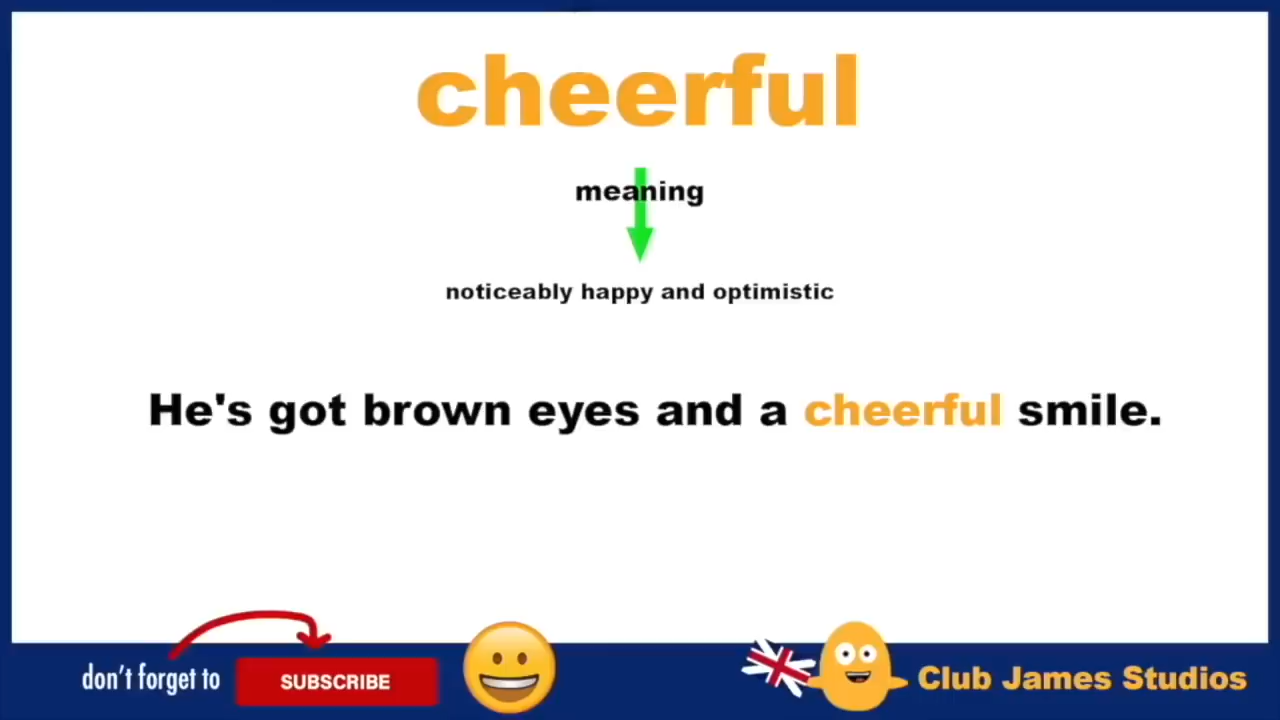 cheerful
meaning
noticeably happy and optimistic
He's got brown eyes and a cheerful smile.
don't forget to SUBSCRIBE
Club James Studios